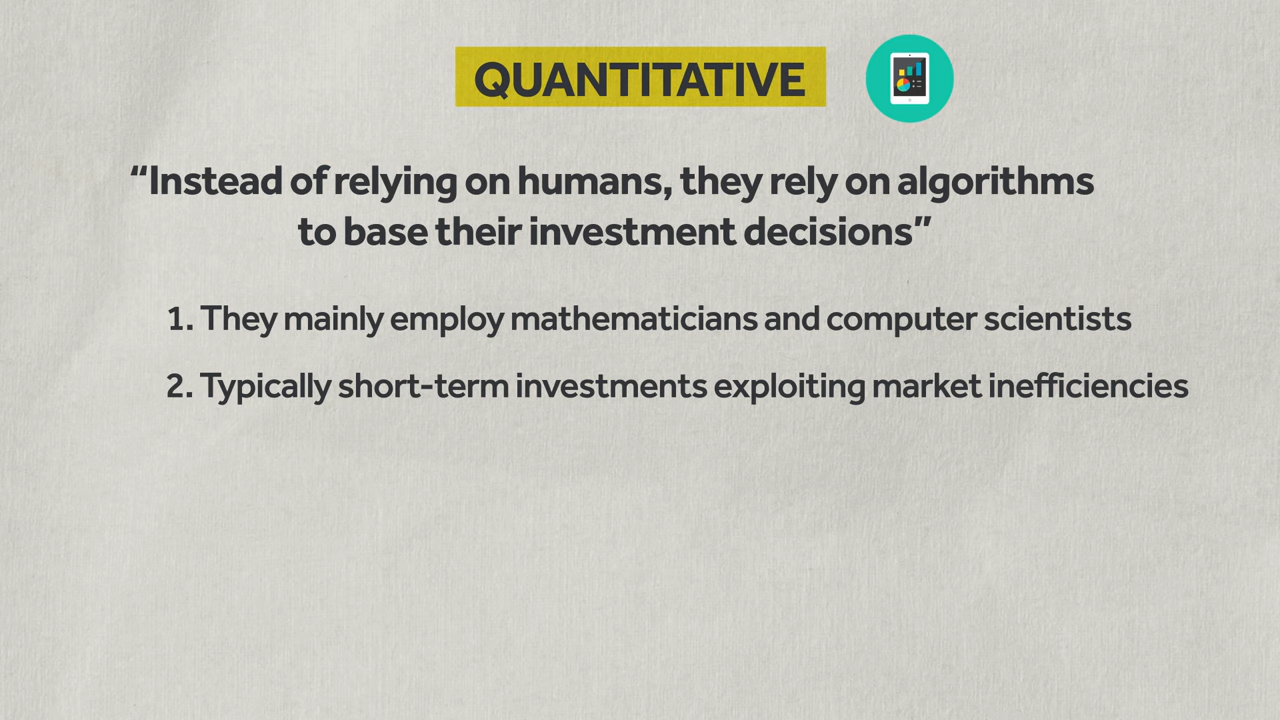 QUANTITATIVE
“Instead of relying on humans, they rely on algorithms
to base their investment decisions”
1. They mainly employ mathematicians and computer scientists
2. Typically short-term investments exploiting market inefficiencies